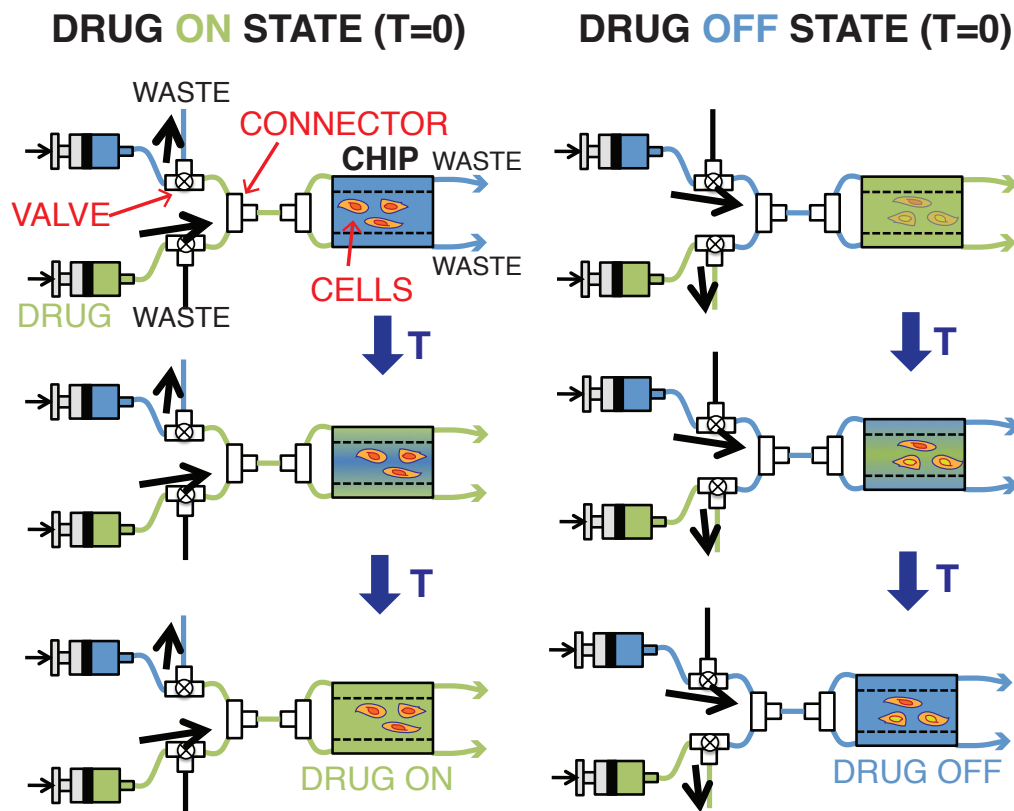 DRUG ON STATE (T=0)
DRUG OFF STATE (T=0)
WASTE
CONNECTOR
CHIP
WASTE
VALVE
WASTE
CELLS
DRUG
WASTE
T
T
T
T
DRUG ON
DRUG OFF